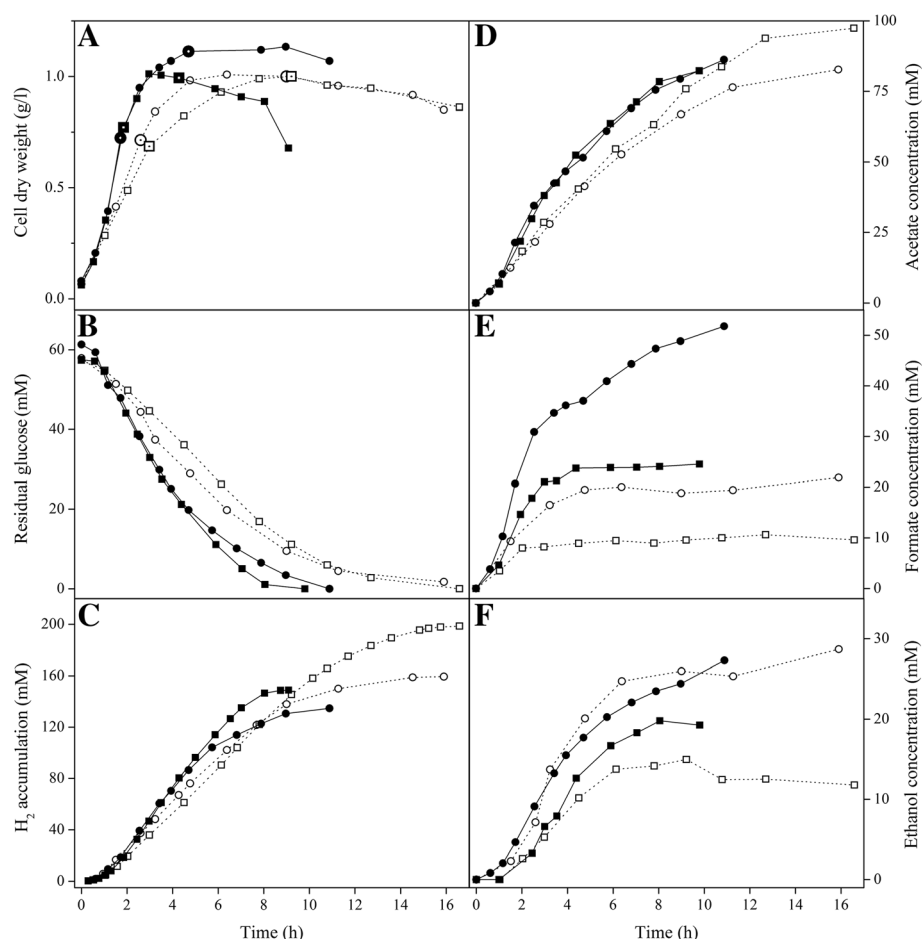 A
Cell dry weight (g/l)
1.0
0.5
0.0
D
Acetate concentration (mM)
100
75
50
25
0
B
Residual glucose (mM)
60
40
20
0
E
Formate concentration (mM)
50
40
30
20
10
0
C
H2 accumulation (mM)
200
160
120
80
40
0
F
Ethanol concentration (mM)
30
20
10
0
0 2 4 6 8 10 12 14 16
0 2 4 6 8 10 12 14 16
Time (h)
Time (h)